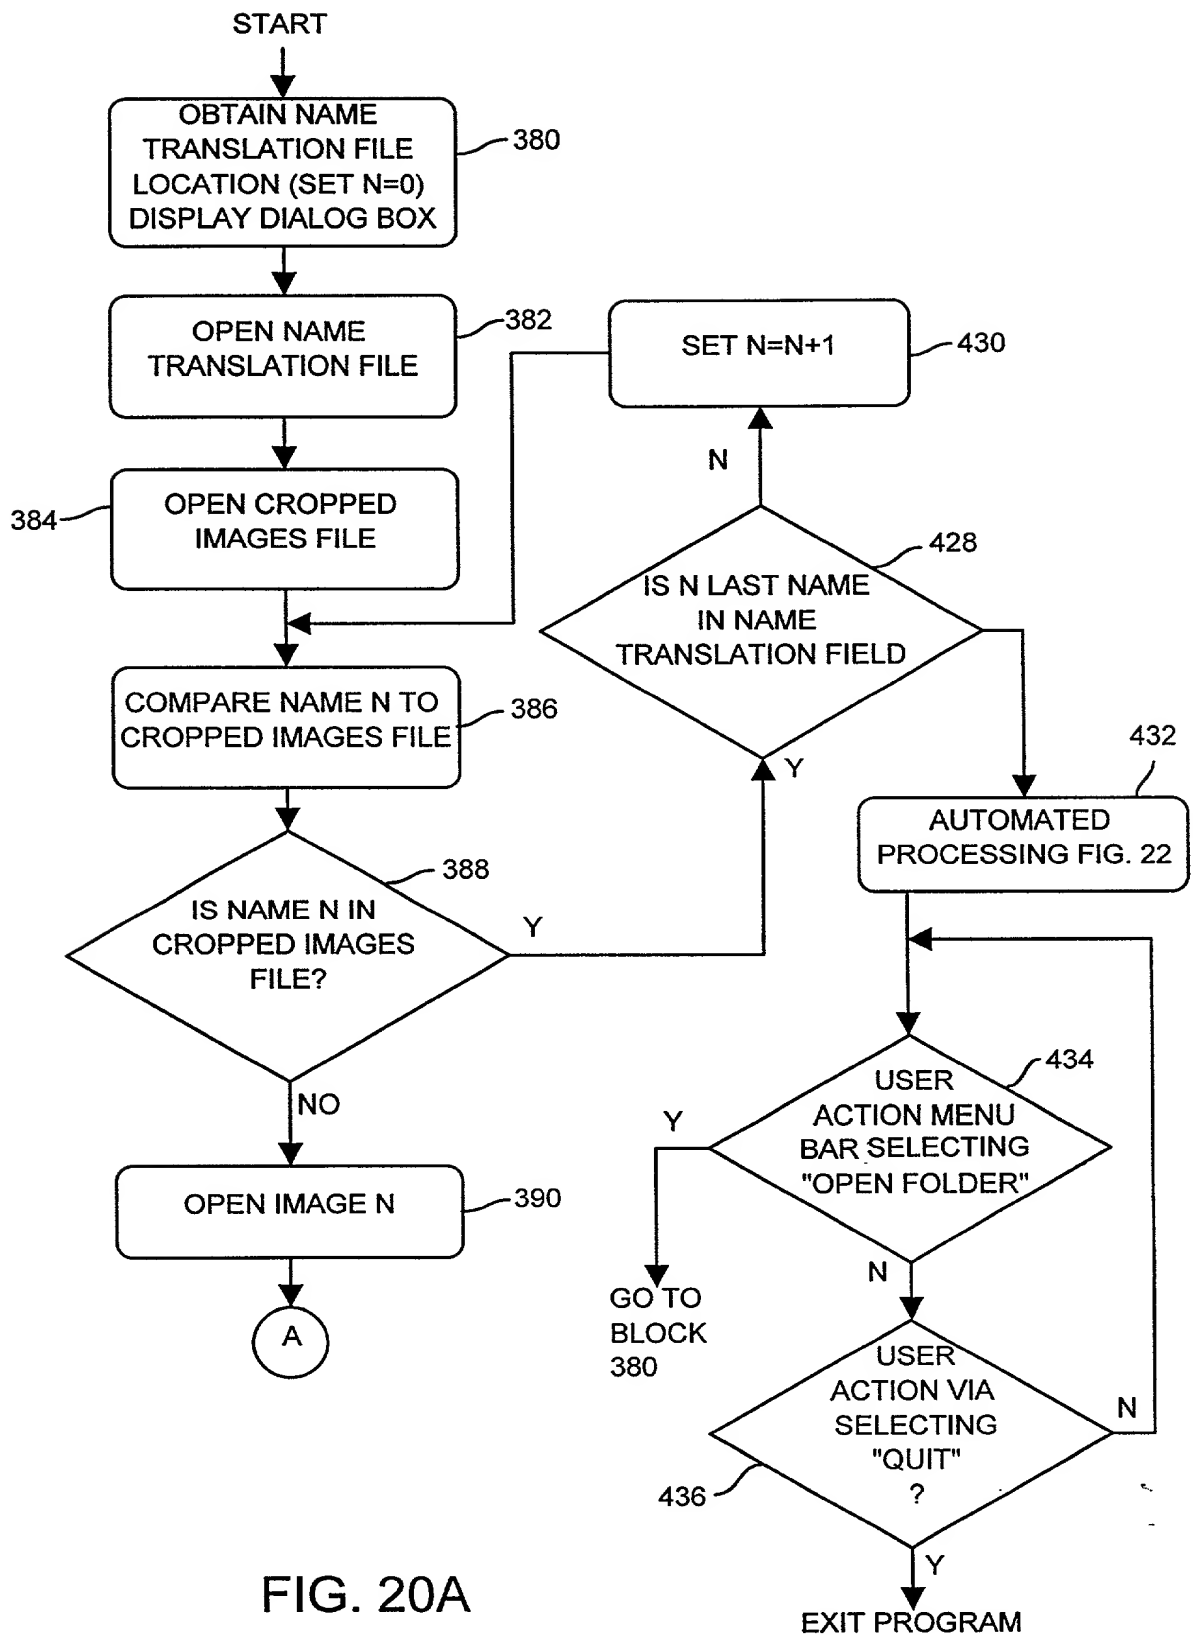 START
OBTAIN NAME
TRANSLATION FILE
LOCATION (SET N=0)
DISPLAY DIALOG BOX
380
OPEN NAME
TRANSLATION FILE
382
OPEN CROPPED
IMAGES FILE
384
COMPARE NAME N TO
CROPPED IMAGES FILE
386
IS NAME N IN
CROPPED IMAGES
FILE?
388
Y
NO
OPEN IMAGE N
390
A
SET N=N+1
430
N
IS N LAST NAME
IN NAME
TRANSLATION FIELD
428
Y
432
AUTOMATED
PROCESSING FIG. 22
USER
ACTION MENU
BAR SELECTING
"OPEN FOLDER"
434
Y
GO TO
BLOCK
380
N
USER
ACTION VIA
SELECTING
"QUIT"
?
436
N
Y
EXIT PROGRAM
FIG. 20A